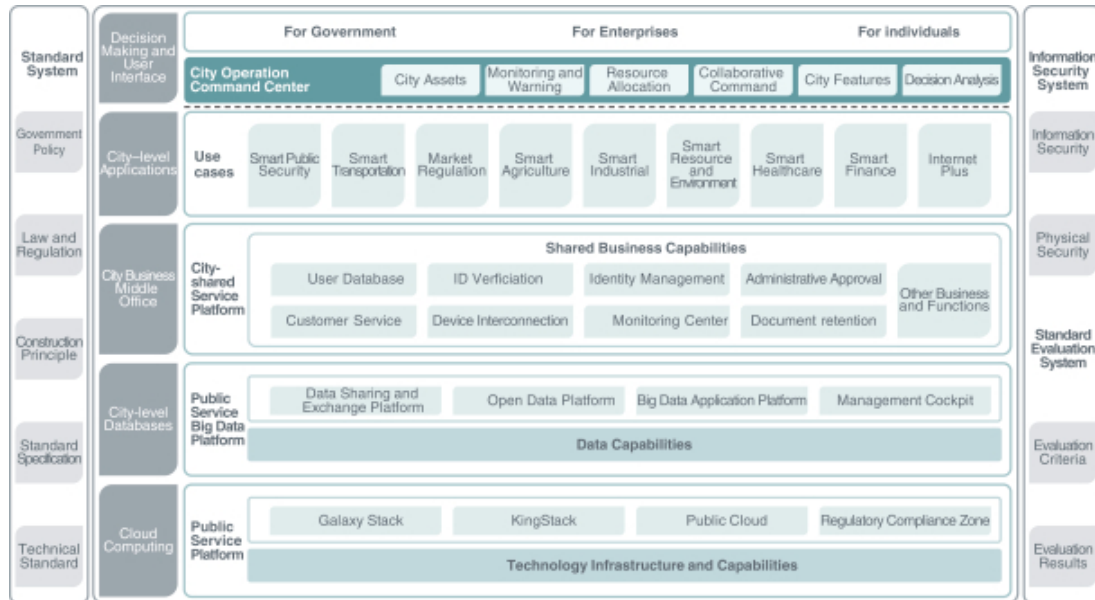 Standard
System
Government
Policy
Law and
Regulation
Construction
Principle
Standard
Specification
Technical
Standard
Decision
Making and
User
Interface
For Government
For Enterprises
For individuals
City Operation
Command Center
City Assets
Monitoring and
Warning
Resource
Allocation
Collaborative
Command
City Features
Decision Analysis
City-level
Applications
Use
cases
Smart Public
Security
Smart
Transportation
Market
Regulation
Smart
Agriculture
Smart
Industrial
Smart
Resource
and
Environment
Smart
Healthcare
Smart
Finance
Internet
Plus
City Business
Middle
Office
City-
shared
Service
Platform
Shared Business Capabilities
User Database
ID Verficiation
Identity Management
Administrative Approval
Other Business
and Functions
Customer Service
Device Interconnection
Monitoring Center
Document retention
City-level
Databases
Public
Service
Big Data
Platform
Data Sharing and
Exchange Platform
Open Data Platform
Big Data Application Platform
Management Cockpit
Data Capabilities
Cloud
Computing
Public
Service
Platform
Galaxy Stack
KingStack
Public Cloud
Regulatory Compliance Zone
Technology Infrastructure and Capabilities
Information
Security
System
Information
Security
Physical
Security
Standard
Evaluation
System
Evaluation
Criteria
Evaluation
Results